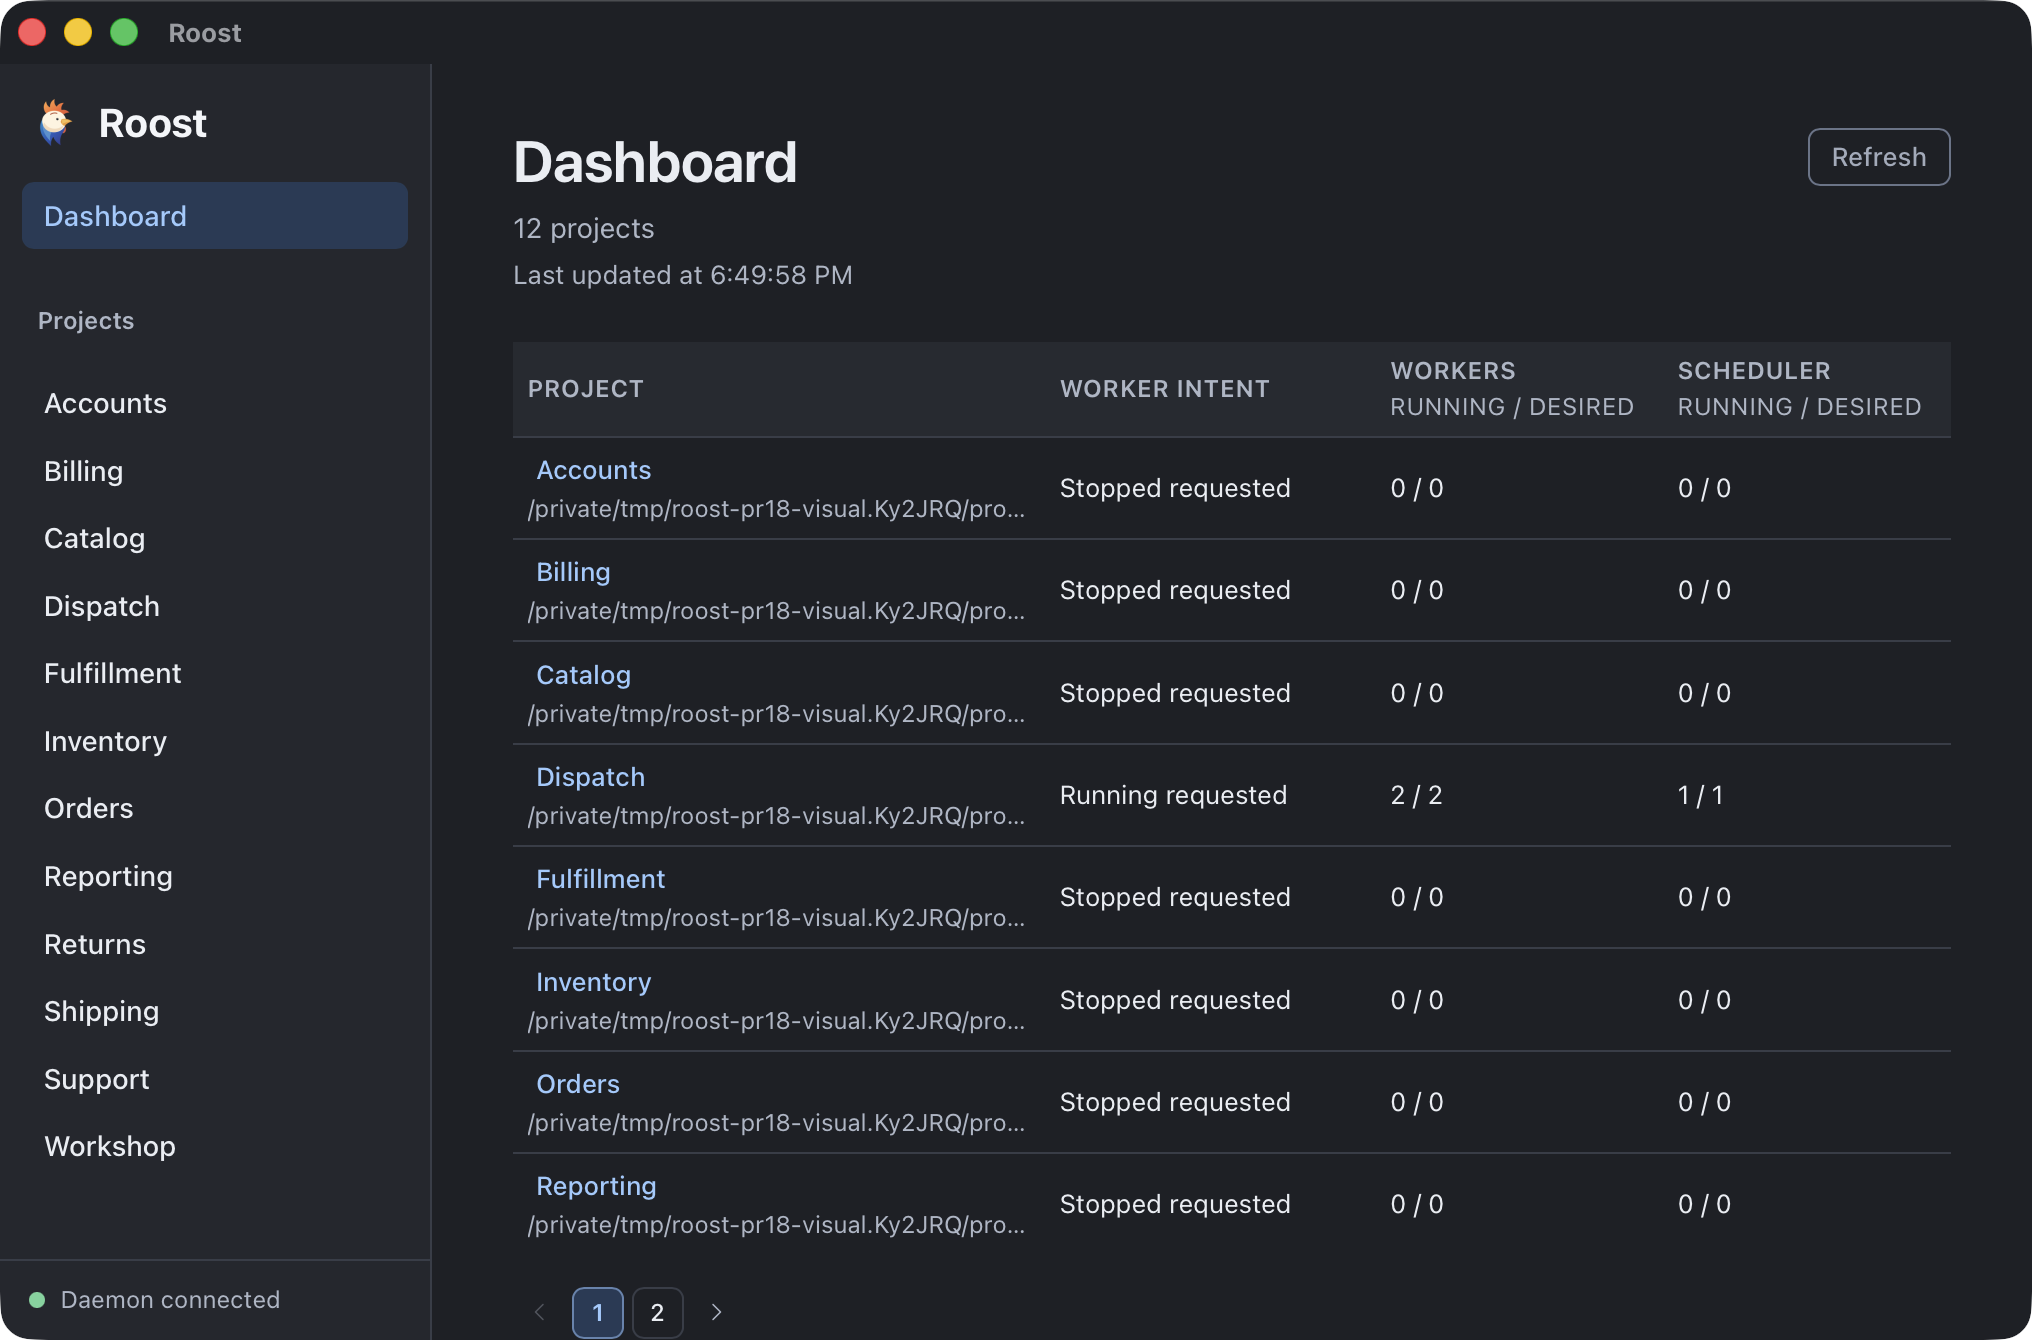 Roost
Roost
Dashboard
Projects
Accounts
Billing
Catalog
Dispatch
Fulfillment
Inventory
Orders
Reporting
Returns
Shipping
Support
Workshop
Daemon connected
Dashboard
Refresh
12 projects
Last updated at 6:49:58 PM
PROJECT WORKER INTENT WORKERS SCHEDULER
RUNNING / DESIRED RUNNING / DESIRED
Accounts
/private/tmp/roost-pr18-visual.Ky2JRQ/pro...
Stopped requested 0 / 0 0 / 0
Billing
/private/tmp/roost-pr18-visual.Ky2JRQ/pro...
Stopped requested 0 / 0 0 / 0
Catalog
/private/tmp/roost-pr18-visual.Ky2JRQ/pro...
Stopped requested 0 / 0 0 / 0
Dispatch
/private/tmp/roost-pr18-visual.Ky2JRQ/pro...
Running requested 2 / 2 1 / 1
Fulfillment
/private/tmp/roost-pr18-visual.Ky2JRQ/pro...
Stopped requested 0 / 0 0 / 0
Inventory
/private/tmp/roost-pr18-visual.Ky2JRQ/pro...
Stopped requested 0 / 0 0 / 0
Orders
/private/tmp/roost-pr18-visual.Ky2JRQ/pro...
Stopped requested 0 / 0 0 / 0
Reporting
/private/tmp/roost-pr18-visual.Ky2JRQ/pro...
Stopped requested 0 / 0 0 / 0
1 2